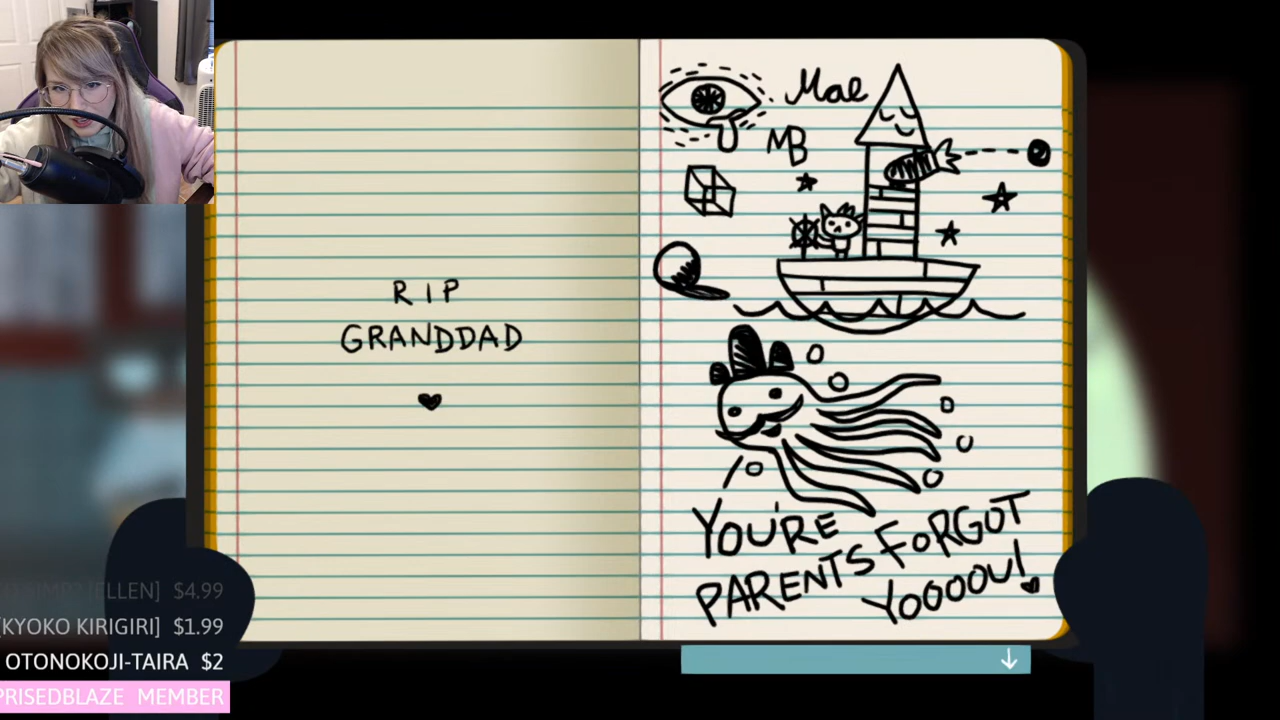 RIP
GRANDDAD
Mae
MB
YOU'RE
PARENTS FORGOT
YOOOOU!
ELLEN] $4.99
[KYOKO KIRIGIRI] $1.99
OTONOKOJI-TAIRA $2
PRISEDBLAZE MEMBER